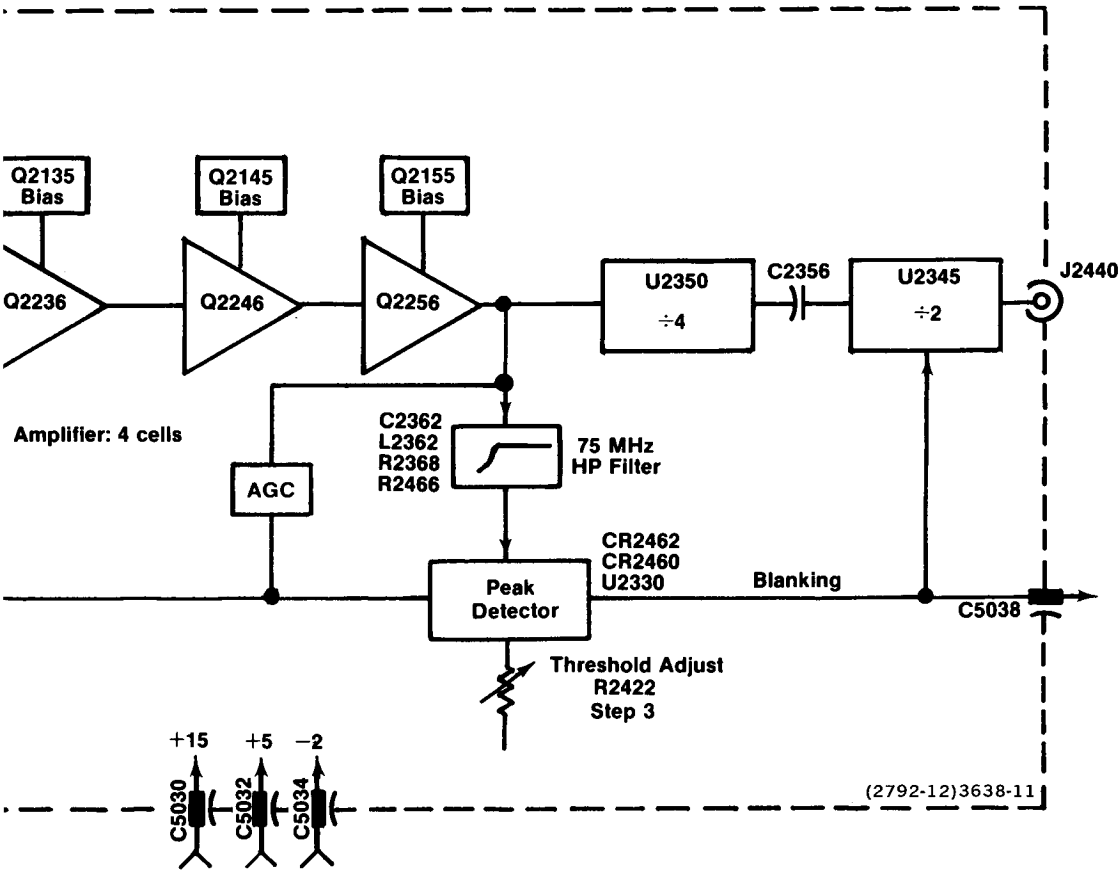 Q2135
Bias
Q2145
Bias
Q2155
Bias
Q2236
Q2246
Q2256
U2350
÷4
C2356
U2345
÷2
J2440
Amplifier: 4 cells
C2362
L2362
R2368
R2466
75 MHz
HP Filter
AGC
Peak
Detector
CR2462
CR2460
U2330
Blanking
C5038
Threshold Adjust
R2422
Step 3
+15
+5
−2
C5030
C5032
C5034
(2792-12)3638-11